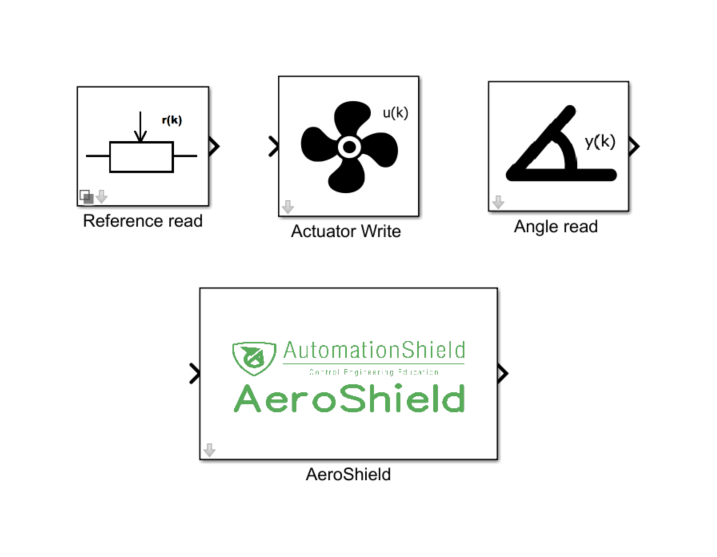 r(k)
u(k)
y(k)
Reference read
Actuator Write
Angle read
AutomationShield
Control Engineering Education
AeroShield
AeroShield